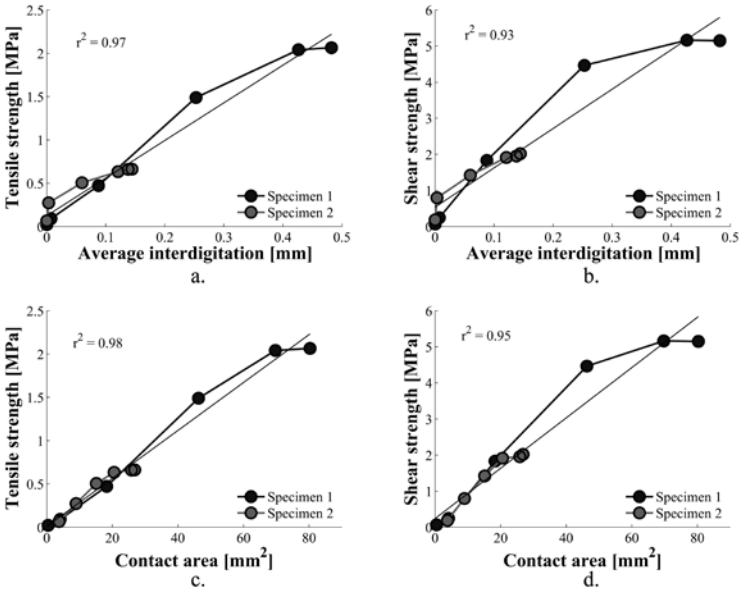 Tensile strength [MPa]
2.5
2
1.5
1
0.5
0
r² = 0.97
Specimen 1
Specimen 2
0 0.1 0.2 0.3 0.4 0.5
Average interdigitation [mm]
a.
Shear strength [MPa]
6
5
4
3
2
1
0
r² = 0.93
Specimen 1
Specimen 2
0 0.1 0.2 0.3 0.4 0.5
Average interdigitation [mm]
b.
Tensile strength [MPa]
2.5
2
1.5
1
0.5
0
r² = 0.98
Specimen 1
Specimen 2
0 20 40 60 80
Contact area [mm²]
c.
Shear strength [MPa]
6
5
4
3
2
1
0
r² = 0.95
Specimen 1
Specimen 2
0 20 40 60 80
Contact area [mm²]
d.